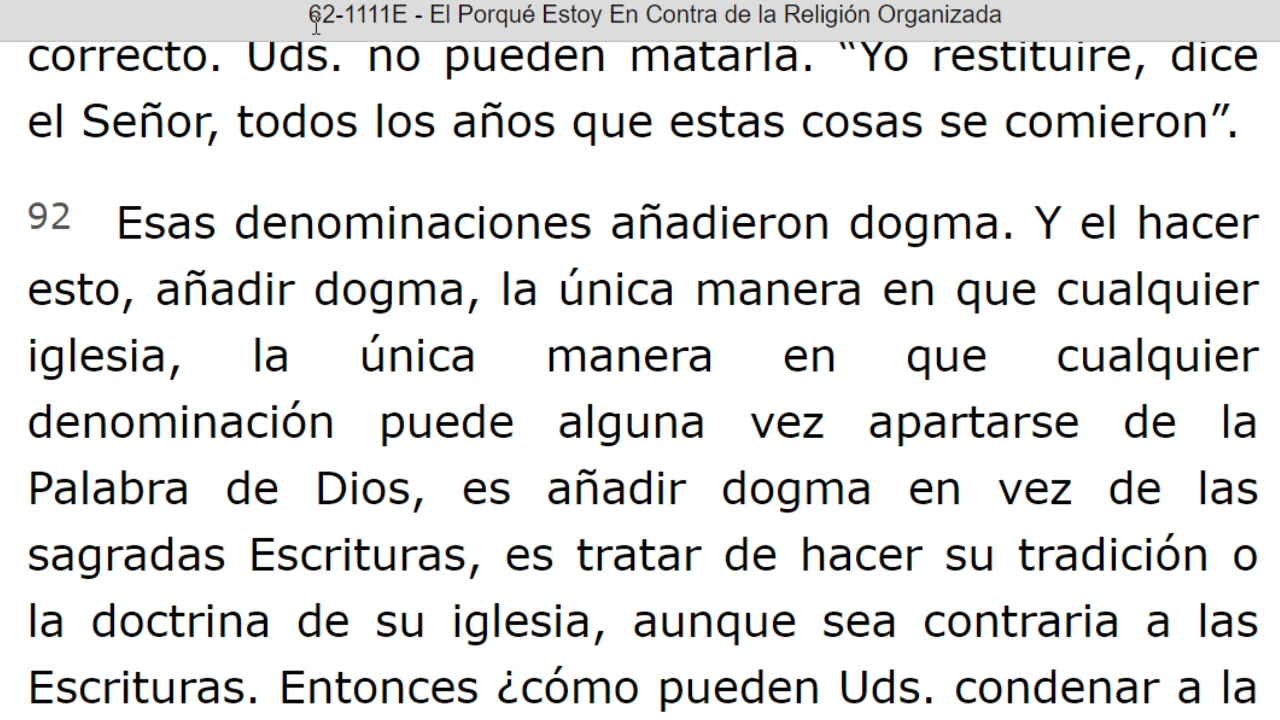 62-1111E - El Porqué Estoy En Contra de la Religión Organizada
correcto. Uds. no pueden matarla. “Yo restituiré, dice
el Señor, todos los años que estas cosas se comieron”.
92 Esas denominaciones añadieron dogma. Y el hacer
esto, añadir dogma, la única manera en que cualquier
iglesia, la única manera en que cualquier
denominación puede alguna vez apartarse de la
Palabra de Dios, es añadir dogma en vez de las
sagradas Escrituras, es tratar de hacer su tradición o
la doctrina de su iglesia, aunque sea contraria a las
Escrituras. Entonces ¿cómo pueden Uds. condenar a la